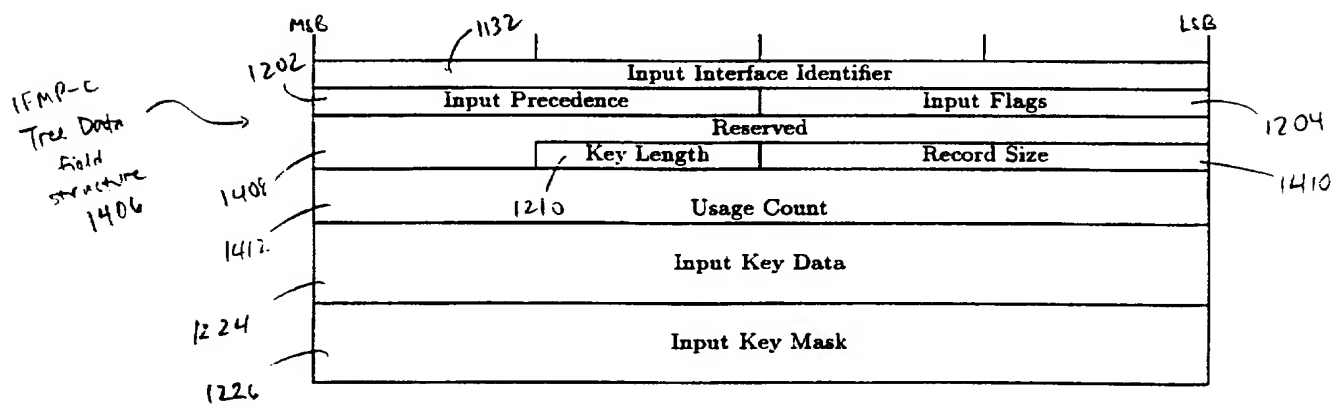 MSB
LSB
1132
Input Interface Identifier
1202
Input Precedence
Input Flags
1204
IFMP-C
Tree Data
field
structure
1406
Reserved
Key Length
Record Size
1408
1210
1410
Usage Count
1412
Input Key Data
1224
Input Key Mask
1226